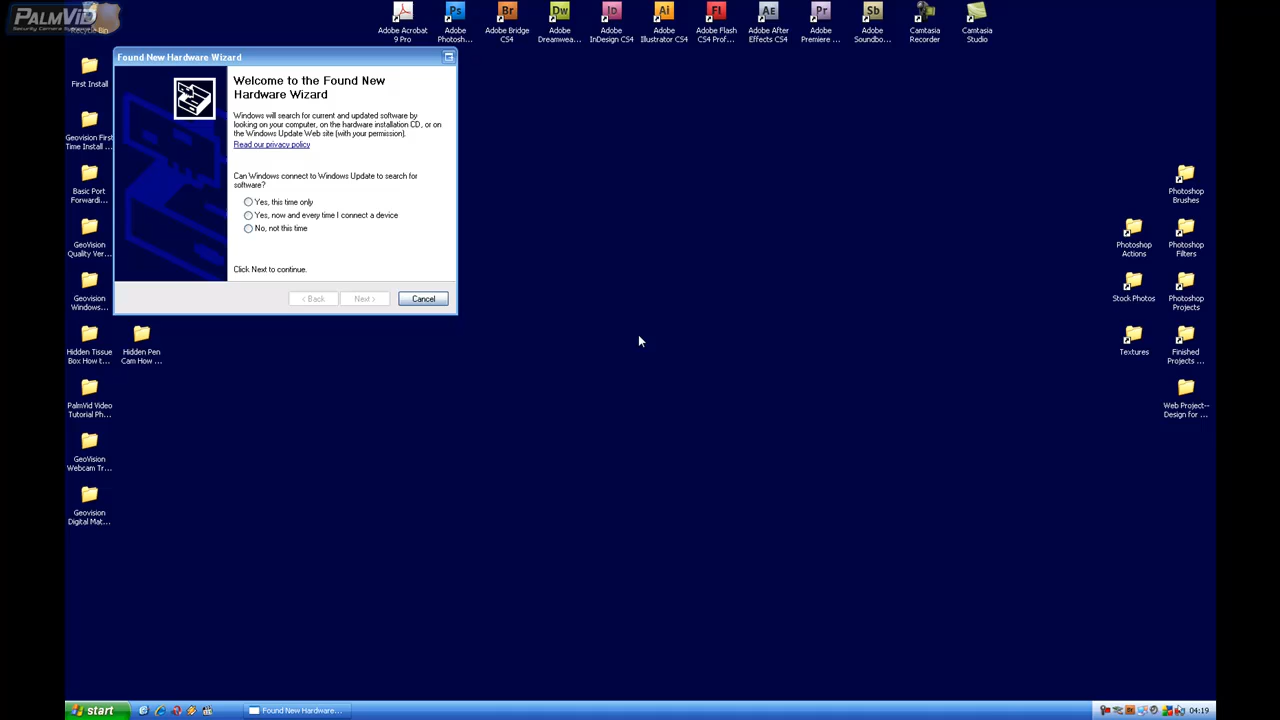 PALMVID
Security Camera Systems
Recycle Bin
Adobe Acrobat
9 Pro
Adobe
Photosh...
Adobe Bridge
CS4
Adobe
Dreamwea...
Adobe
InDesign CS4
Adobe
Illustrator CS4
Adobe Flash
CS4 Prof...
Adobe After
Effects CS4
Adobe
Premiere ...
Adobe
Soundbo...
Camtasia
Recorder
Camtasia
Studio
First Install
Geovision First
Time Install ...
Basic Port
Forwardi...
GeoVision
Quality Ver...
Geovision
Windows...
Hidden Tissue
Box How t...
Hidden Pen
Cam How ...
PalmVid Video
Tutorial Ph...
GeoVision
Webcam Tr...
Geovision
Digital Mat...
Found New Hardware Wizard
Welcome to the Found New
Hardware Wizard
Windows will search for current and updated software by
looking on your computer, on the hardware installation CD, or on
the Windows Update Web site (with your permission).
Read our privacy policy
Can Windows connect to Windows Update to search for
software?
Yes, this time only
Yes, now and every time I connect a device
No, not this time
Click Next to continue.
< Back
Next >
Cancel
Photoshop
Brushes
Photoshop
Actions
Photoshop
Filters
Stock Photos
Photoshop
Projects
Textures
Finished
Projects ...
Web Project--
Design for ...
start
Found New Hardware...
04:19